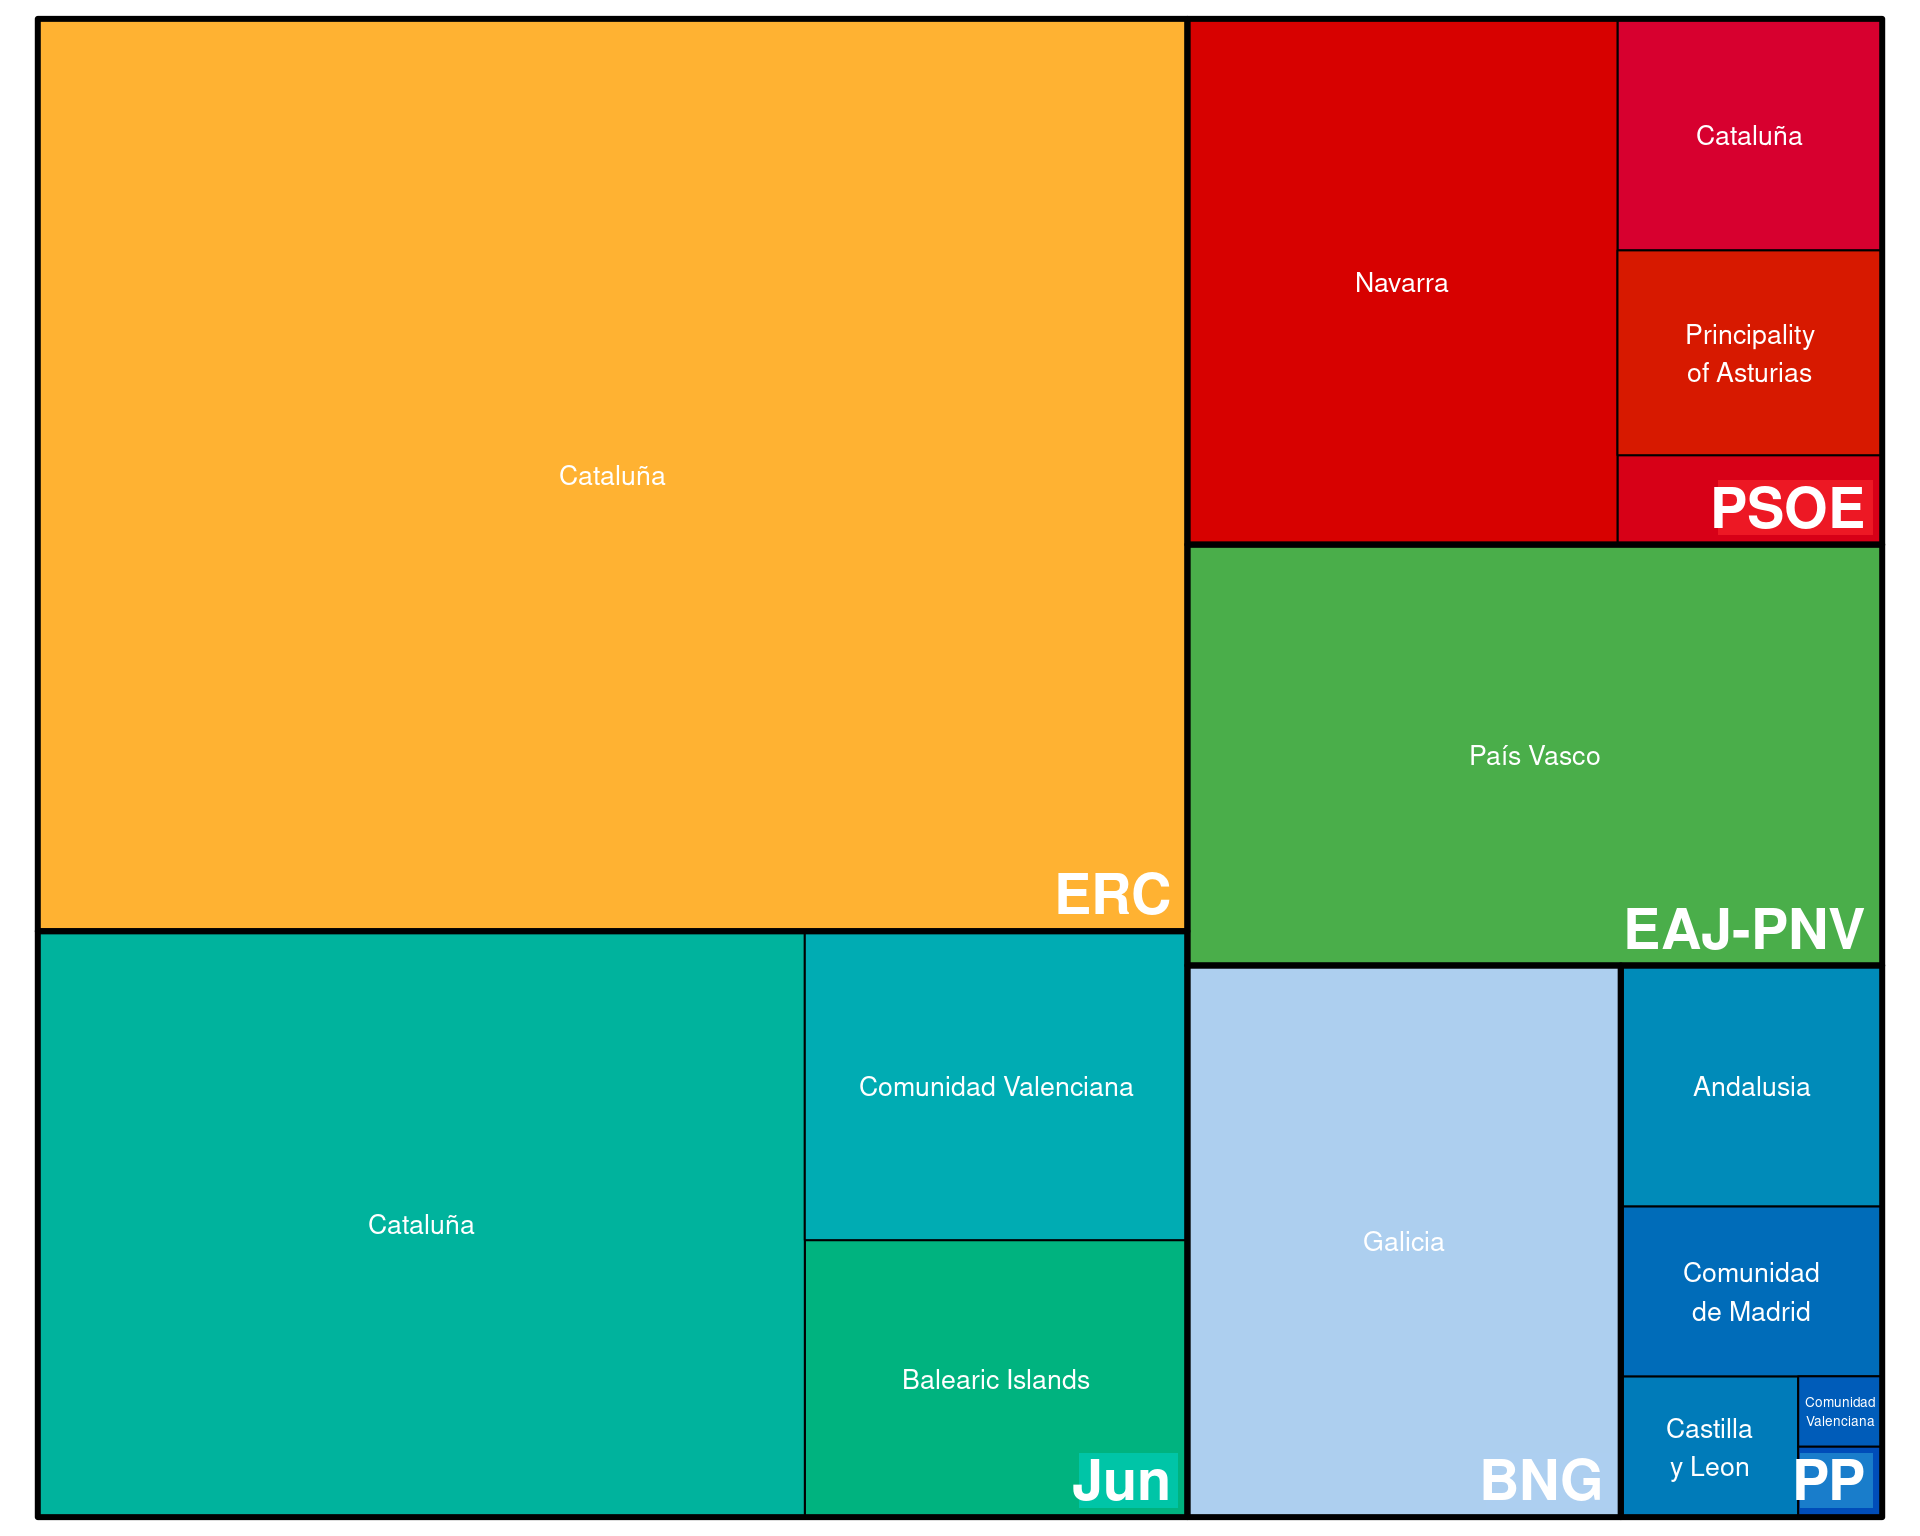 Cataluña
ERC
Navarra
Cataluña
Principality
of Asturias
PSOE
País Vasco
EAJ-PNV
Cataluña
Comunidad Valenciana
Balearic Islands
Jun
Galicia
BNG
Andalusia
Comunidad
de Madrid
Castilla
y Leon
Comunidad
Valenciana
PP